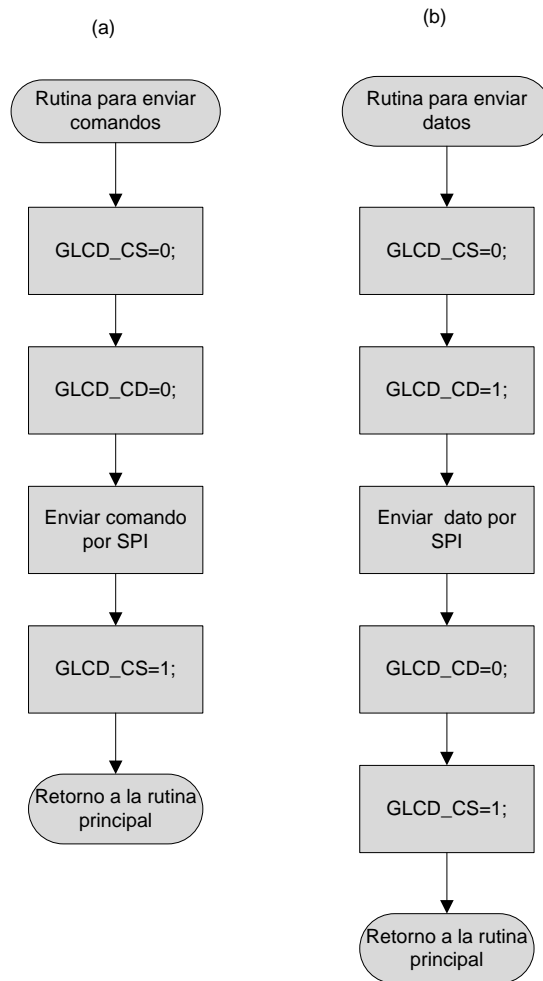 (a)
Rutina para enviar
comandos
GLCD_CS=0;
GLCD_CD=0;
Enviar comando
por SPI
GLCD_CS=1;
Retorno a la rutina
principal
(b)
Rutina para enviar
datos
GLCD_CS=0;
GLCD_CD=1;
Enviar dato por
SPI
GLCD_CD=0;
GLCD_CS=1;
Retorno a la rutina
principal